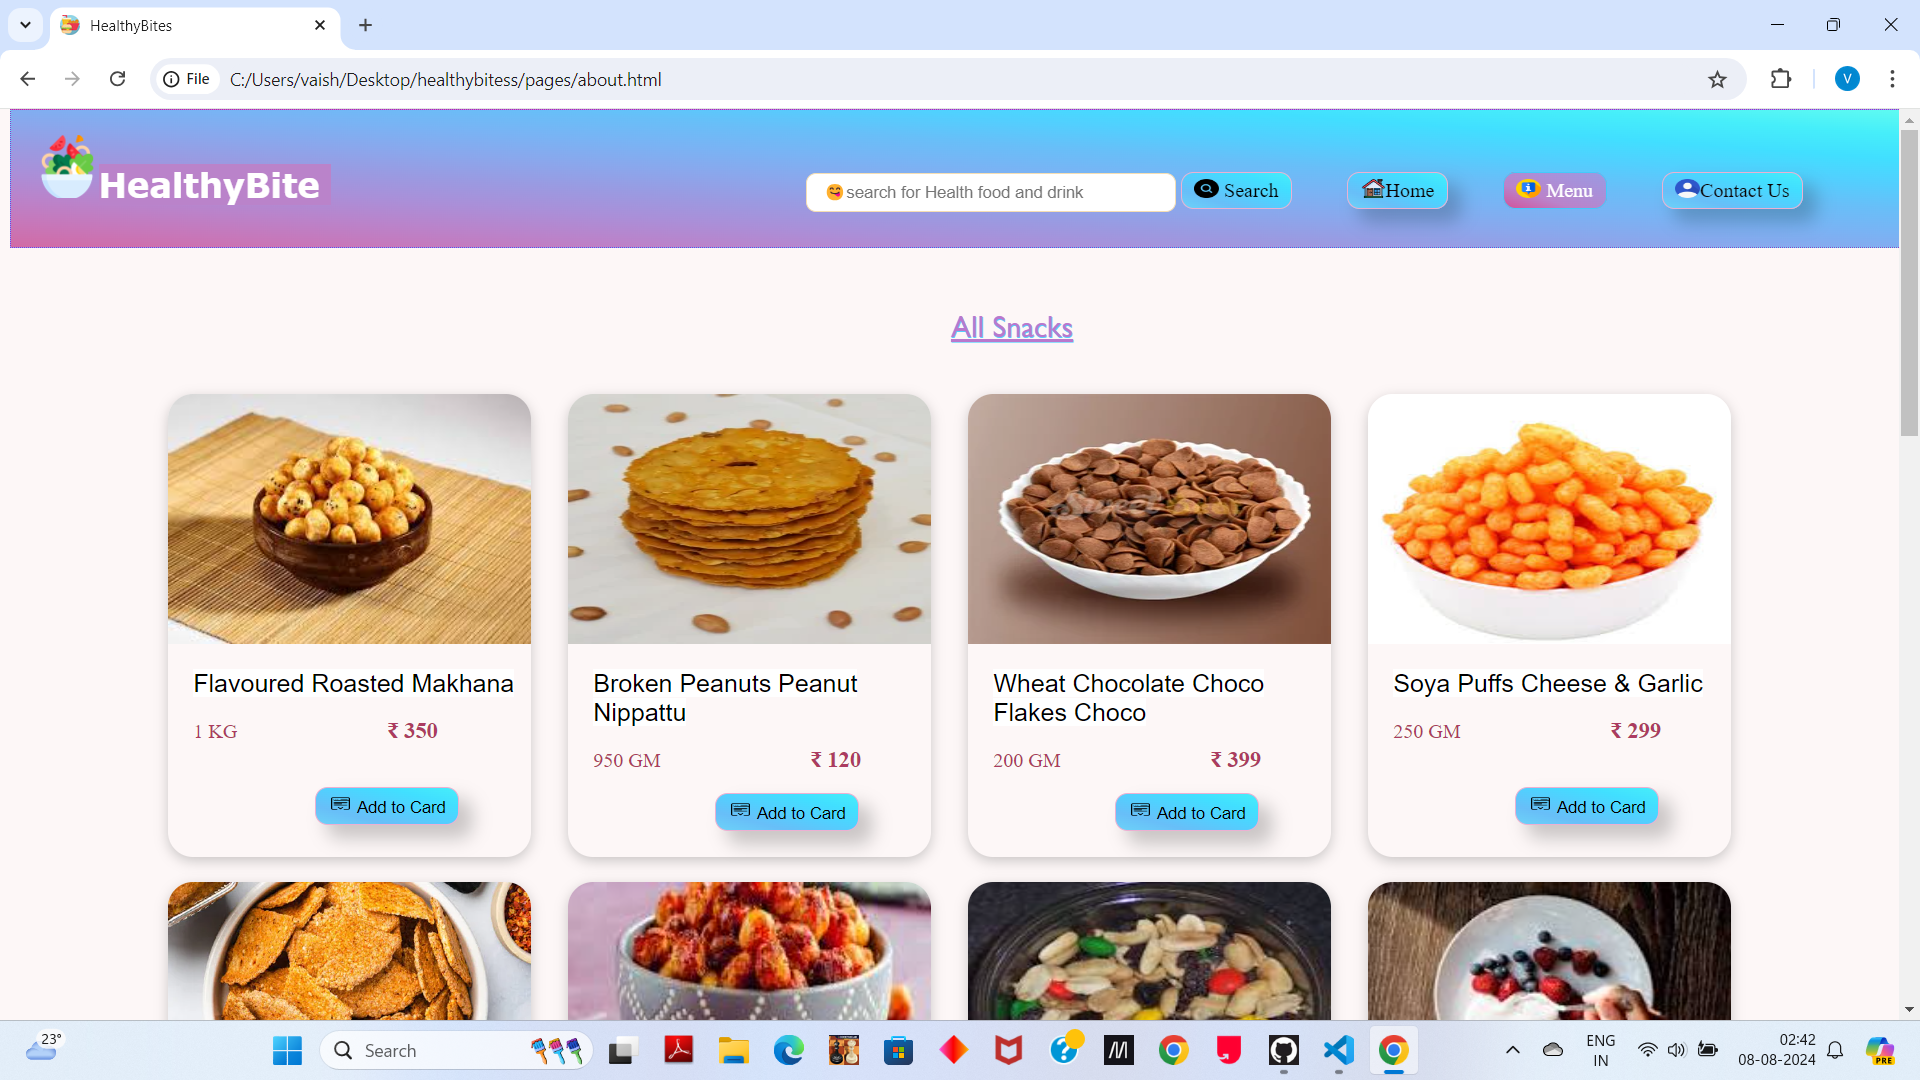 HealthyBites
File
C:/Users/vaish/Desktop/healthybitess/pages/about.html
V
HealthyBite
search for Health food and drink
Search
Home
Menu
Contact Us
All Snacks
Flavoured Roasted Makhana
1 KG ₹ 350
Add to Card
Broken Peanuts Peanut
Nippattu
950 GM ₹ 120
Add to Card
Wheat Chocolate Choco
Flakes Choco
200 GM ₹ 399
Add to Card
Soya Puffs Cheese & Garlic
250 GM ₹ 299
Add to Card
23°
Search
ENG
IN
02:42
08-08-2024
PRE